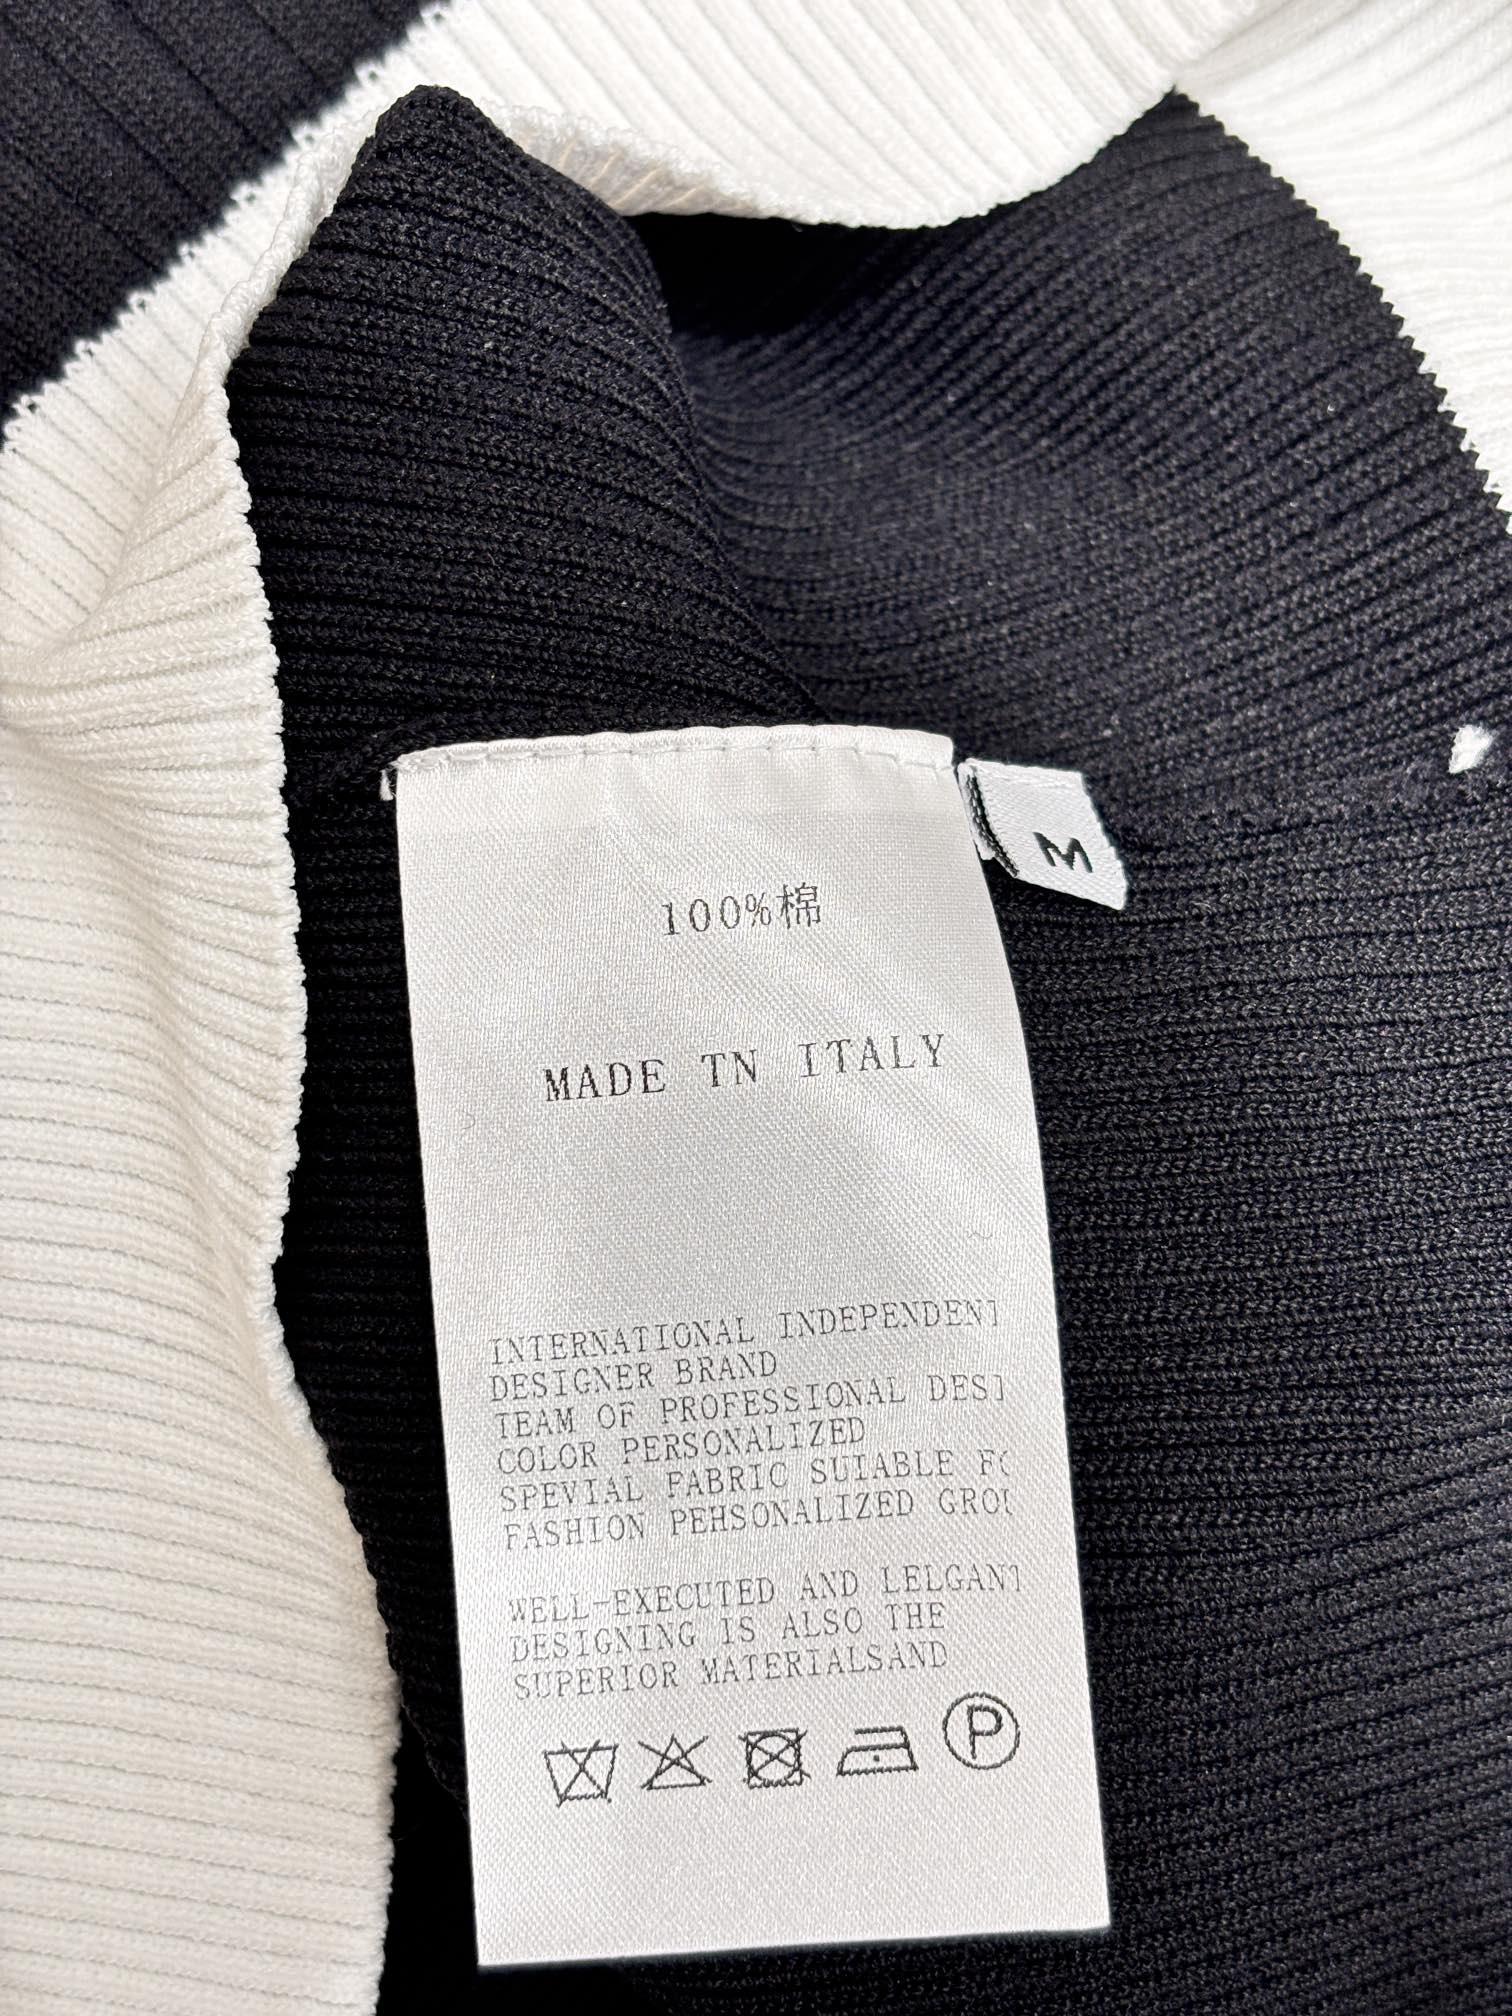 M
100%棉
MADE TN ITALY
INTERNATIONAL INDEPENDENT
DESIGNER BRAND
TEAM OF PROFESSIONAL DESI
COLOR PERSONALIZED
SPEVIAL FABRIC SUIABLE FO
FASHION PEHSONALIZED GROU
WELL-EXECUTED AND LELGANT
DESIGNING IS ALSO THE
SUPERIOR MATERIALSAND
P